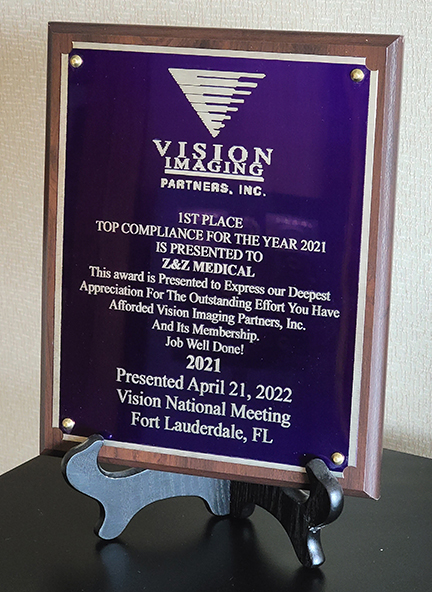 VISION
IMAGING
PARTNERS, INC.
1ST PLACE
TOP COMPLIANCE FOR THE YEAR 2021
IS PRESENTED TO
Z&Z MEDICAL
This award is Presented to Express our Deepest
Appreciation For The Outstanding Effort You Have
Afforded Vision Imaging Partners, Inc.
And Its Membership.
Job Well Done!
2021
Presented April 21, 2022
Vision National Meeting
Fort Lauderdale, FL